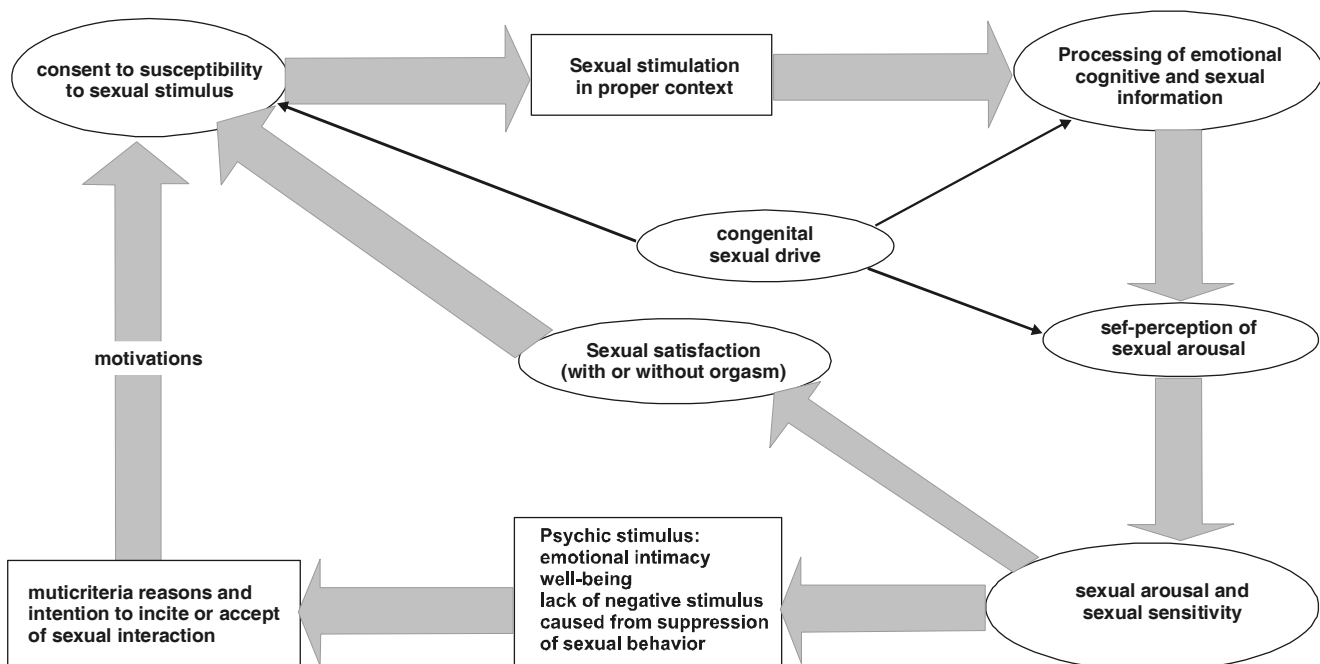 consent to susceptibility
to sexual stimulus
Sexual stimulation
in proper context
Processing of emotional
cognitive and sexual
information
congenital
sexual drive
sef-perception of
sexual arousal
motivations
Sexual satisfaction
(with or without orgasm)
muticriteria reasons and
intention to incite or accept
of sexual interaction
Psychic stimulus:
emotional intimacy
well-being
lack of negative stimulus
caused from suppression
of sexual behavior
sexual arousal and
sexual sensitivity